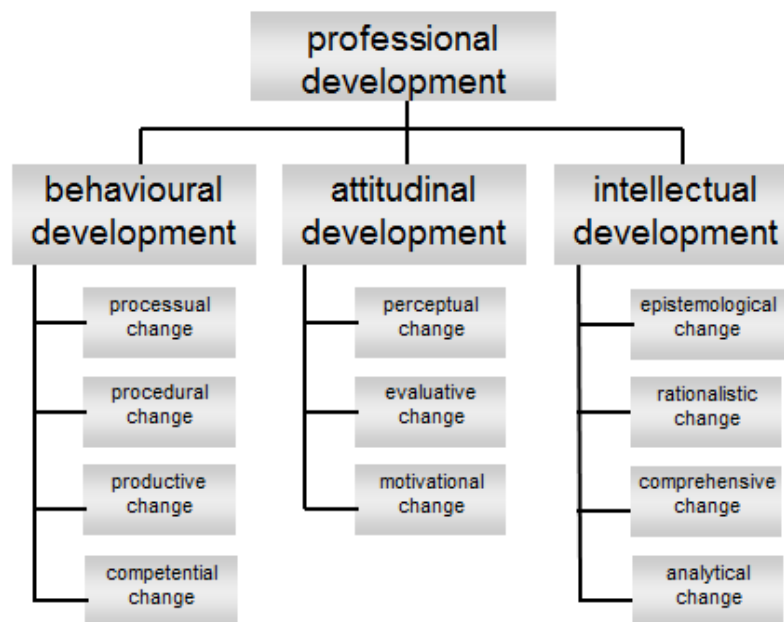 professional
development
behavioural
development
attitudinal
development
intellectual
development
processual
change
procedural
change
productive
change
competential
change
perceptual
change
evaluative
change
motivational
change
epistemological
change
rationalistic
change
comprehensive
change
analytical
change